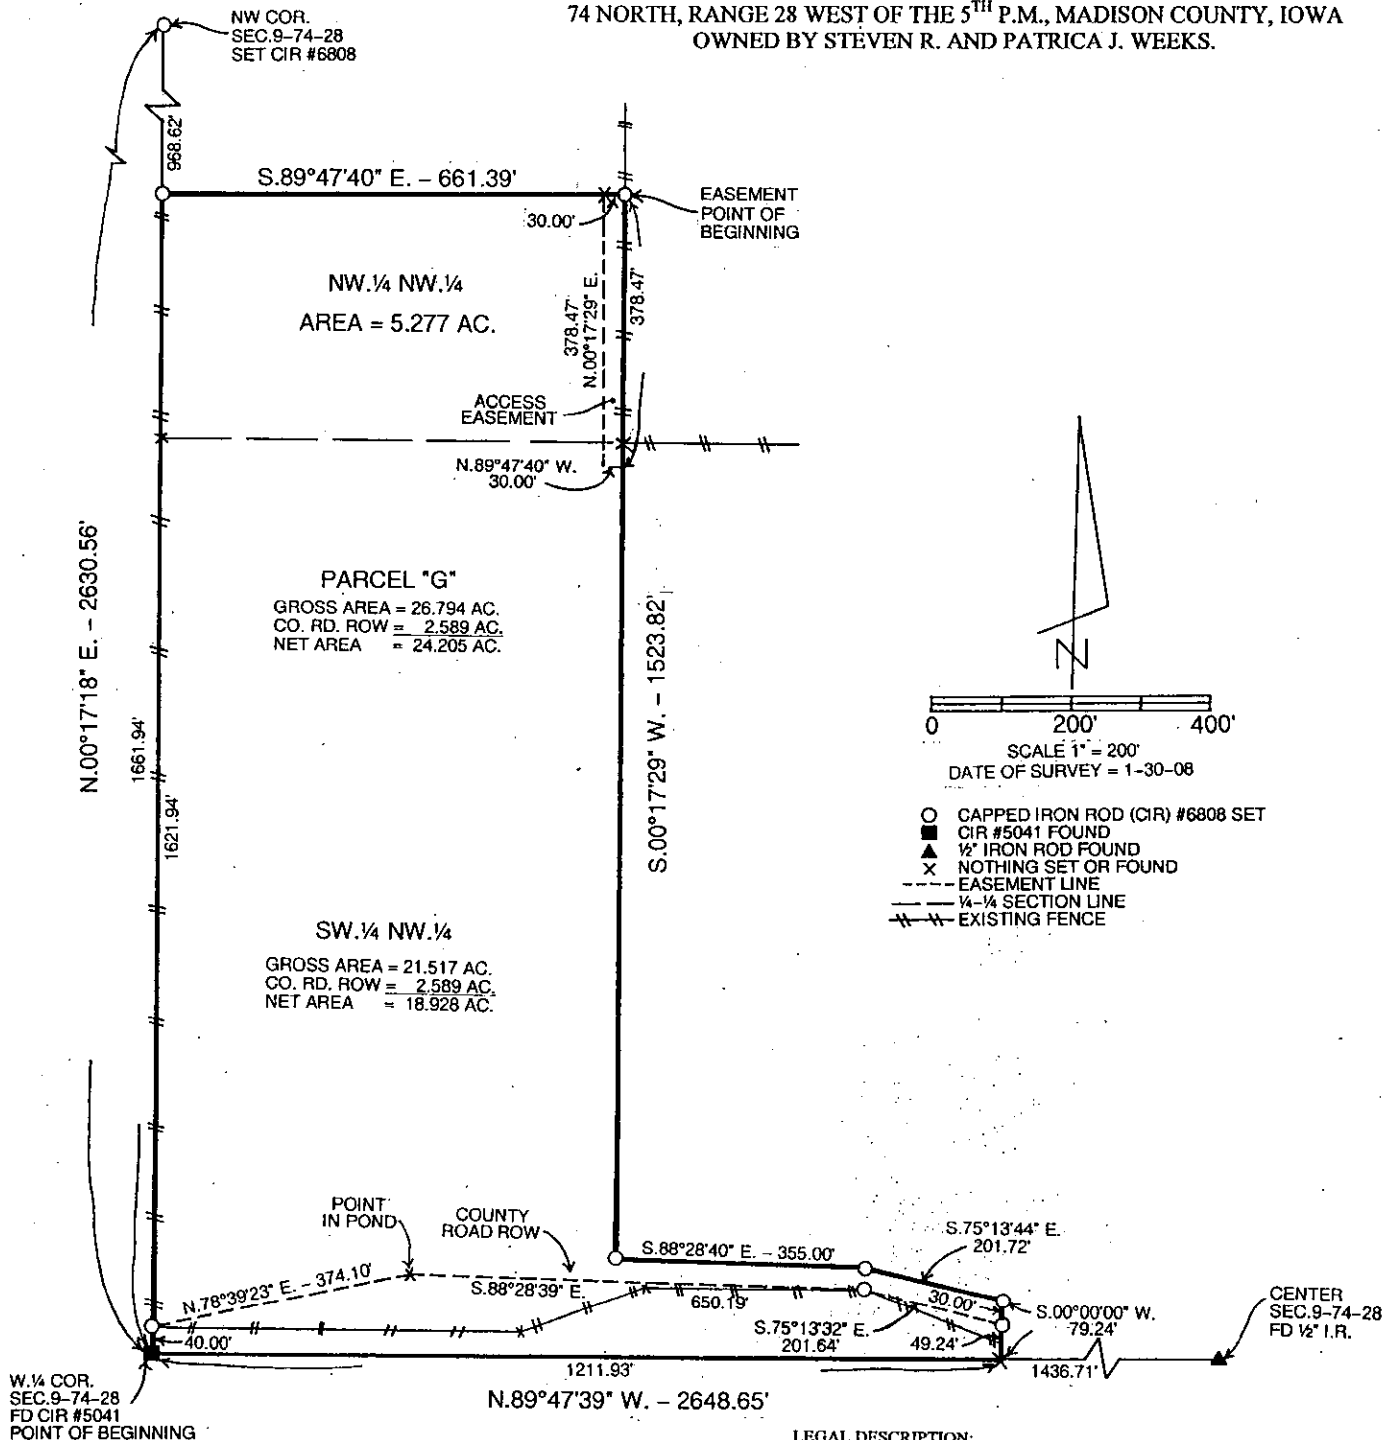 74 NORTH, RANGE 28 WEST OF THE 5TH P.M., MADISON COUNTY, IOWA
OWNED BY STEVEN R. AND PATRICA J. WEEKS.
NW COR.
SEC.9-74-28
SET CIR #6808
968.62'
S.89°47'40" E. - 661.39'
30.00'
EASEMENT
POINT OF
BEGINNING
NW.¼ NW.¼
AREA = 5.277 AC.
378.47'
N.00°17'29" E.
378.47'
ACCESS
EASEMENT
N.89°47'40" W.
30.00'
N.00°17'18" E. - 2630.56'
PARCEL "G"
GROSS AREA = 26.794 AC.
CO. RD. ROW = 2.589 AC.
NET AREA = 24.205 AC.
1661.94'
1621.94'
S.00°17'29" W. - 1523.82'
N
0 200' 400'
SCALE 1" = 200'
DATE OF SURVEY = 1-30-08
CAPPED IRON ROD (CIR) #6808 SET
CIR #5041 FOUND
½" IRON ROD FOUND
NOTHING SET OR FOUND
EASEMENT LINE
¼-¼ SECTION LINE
EXISTING FENCE
SW.¼ NW.¼
GROSS AREA = 21.517 AC.
CO. RD. ROW = 2.589 AC.
NET AREA = 18.928 AC.
POINT
IN POND
COUNTY
ROAD ROW
S.75°13'44" E.
201.72'
S.88°28'40" E. - 355.00'
N.78°39'23" E. - 374.10'
S.88°28'39" E.
650.19'
30.00'
S.00°00'00" W.
79.24'
S.75°13'32" E.
201.64'
49.24'
40.00'
CENTER
SEC.9-74-28
FD ½" I.R.
1211.93'
1436.71'
N.89°47'39" W. - 2648.65'
W.¼ COR.
SEC.9-74-28
FD CIR #5041
POINT OF BEGINNING
LEGAL DESCRIPTION: